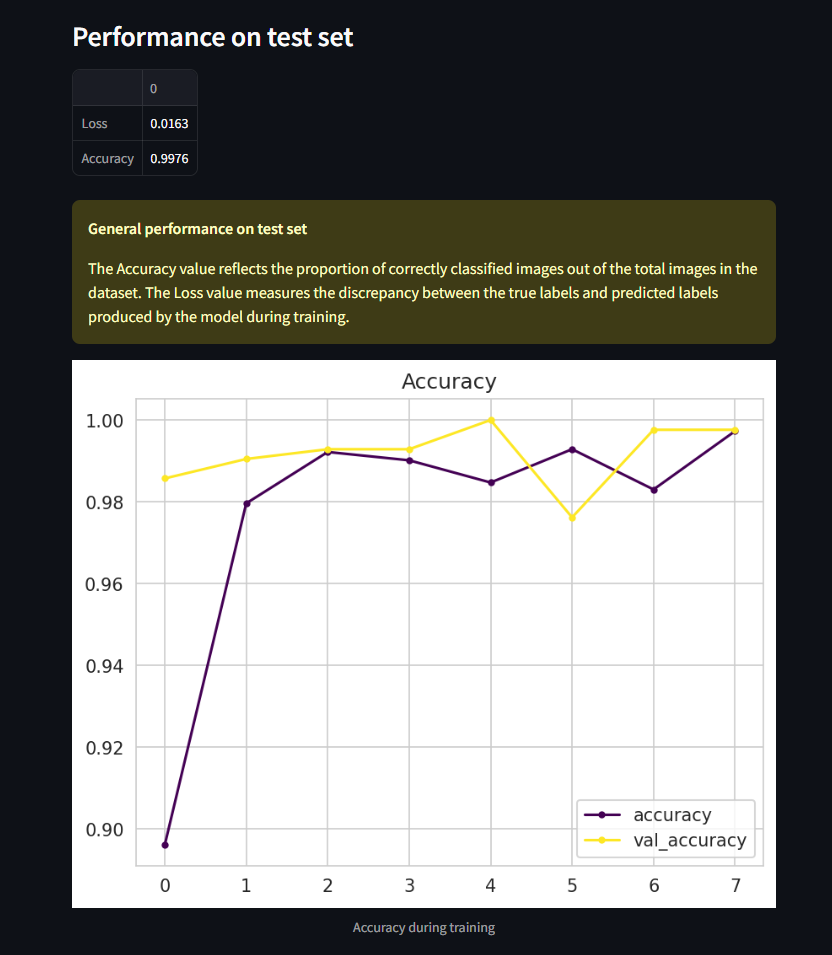 Performance on test set
0
Loss 0.0163
Accuracy 0.9976
General performance on test set
The Accuracy value reflects the proportion of correctly classified images out of the total images in the
dataset. The Loss value measures the discrepancy between the true labels and predicted labels
produced by the model during training.
Accuracy
1.00
0.98
0.96
0.94
0.92
0.90
accuracy
val_accuracy
0 1 2 3 4 5 6 7
Accuracy during training